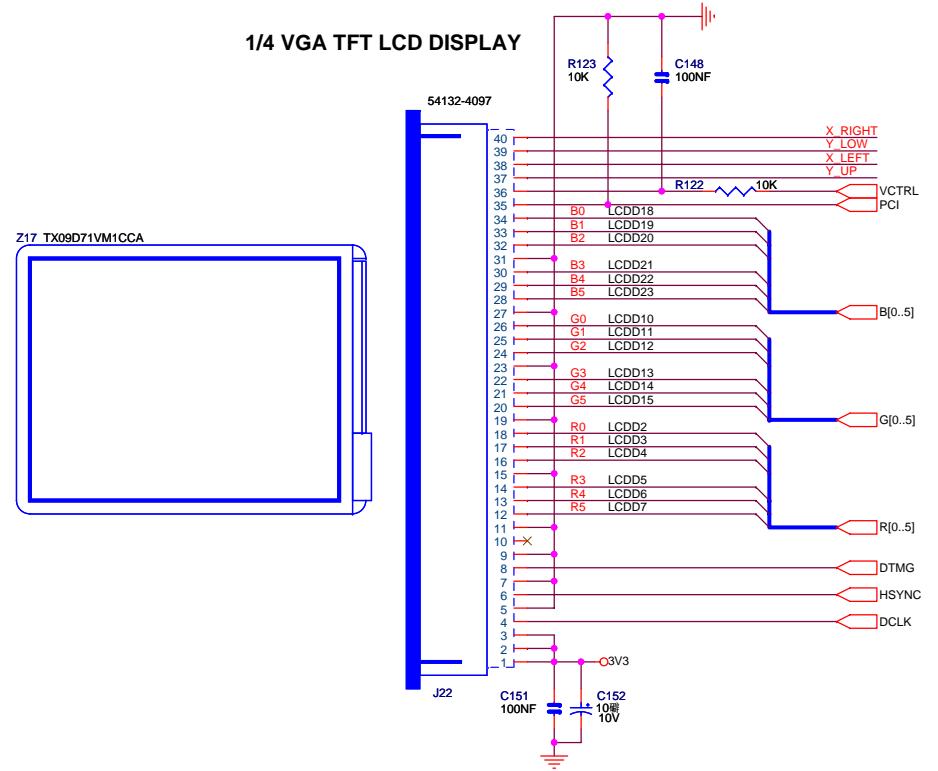 1/4 VGA TFT LCD DISPLAY
R123
10K
C148
100NF
54132-4097
40 X_RIGHT
39 Y_LOW
38 X_LEFT
37 Y_UP
36 R122 10K VCTRL
35 PCI
34 B0 LCDD18
33 B1 LCDD19
32 B2 LCDD20
Z17 TX09D71VM1CCA
31
30 B3 LCDD21
29 B4 LCDD22
28 B5 LCDD23
27 B[0..5]
26 G0 LCDD10
25 G1 LCDD11
24 G2 LCDD12
23
22 G3 LCDD13
21 G4 LCDD14
20 G5 LCDD15
19 G[0..5]
18 R0 LCDD2
17 R1 LCDD3
16 R2 LCDD4
15
14 R3 LCDD5
13 R4 LCDD6
12 R5 LCDD7
11 R[0..5]
10
9
8 DTMG
7
6 HSYNC
5
4 DCLK
3
2
1 3V3
J22
C151
100NF
C152
10V